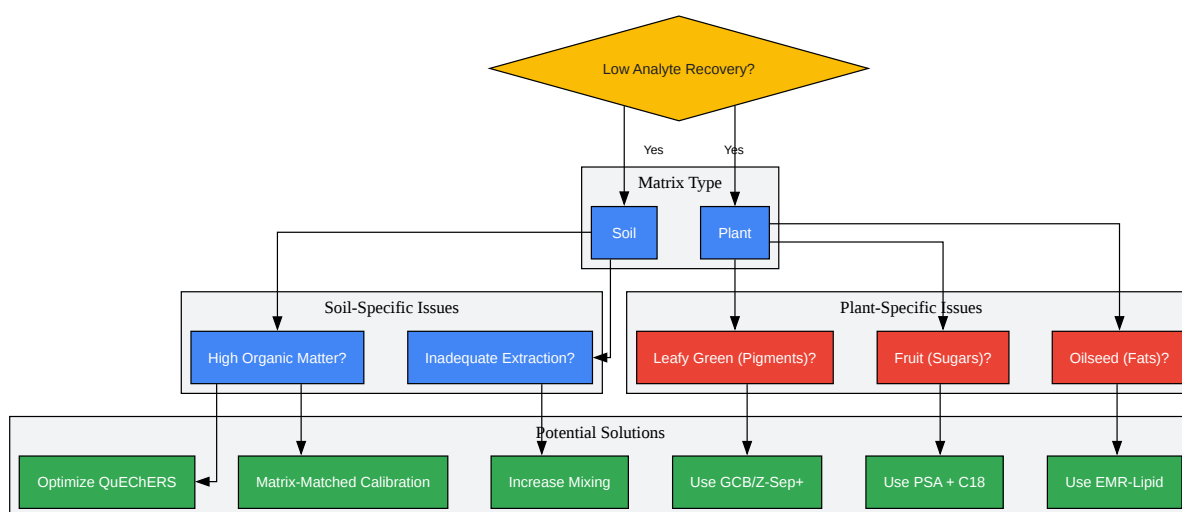 Low Analyte Recovery?
Yes
Yes
Matrix Type
Soil
Plant
Soil-Specific Issues
Plant-Specific Issues
High Organic Matter?
Inadequate Extraction?
Leafy Green (Pigments)?
Fruit (Sugars)?
Oilseed (Fats)?
Potential Solutions
Optimize QuEChERS
Matrix-Matched Calibration
Increase Mixing
Use GCB/Z-Sep+
Use PSA + C18
Use EMR-Lipid